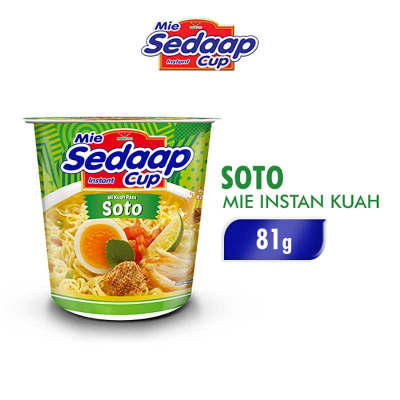 Mie
Sedaap
Instant Cup
Mie
Sedaap
Instant Cup
Mi Kuah Rasa
Soto
SOTO
MIE INSTAN KUAH
81g